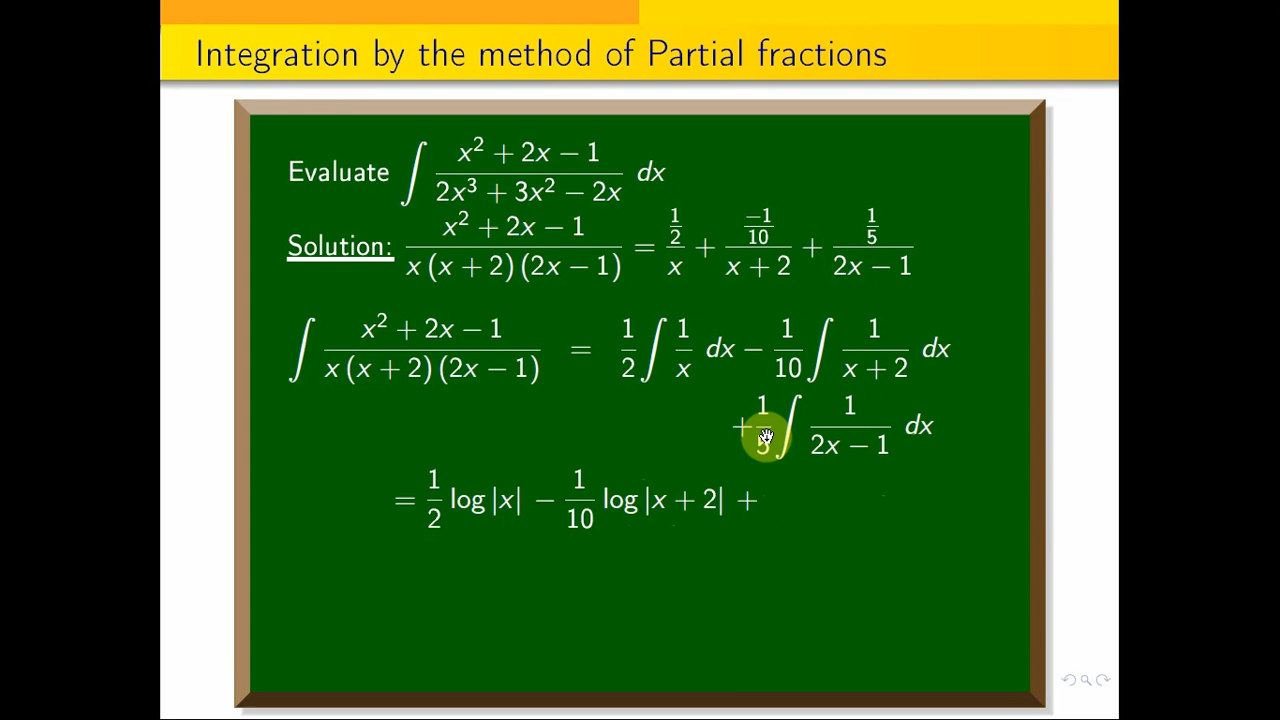 Integration by the method of Partial fractions
Evaluate ∫ (x² + 2x − 1)/(2x³ + 3x² − 2x) dx
Solution: (x² + 2x − 1)/(x (x + 2) (2x − 1)) = (1/2)/x + (−1/10)/(x + 2) + (1/5)/(2x − 1)
∫ (x² + 2x − 1)/(x (x + 2) (2x − 1)) = 1/2 ∫ 1/x dx − 1/10 ∫ 1/(x + 2) dx
+ 1/5 ∫ 1/(2x − 1) dx
= 1/2 log |x| − 1/10 log |x + 2| +